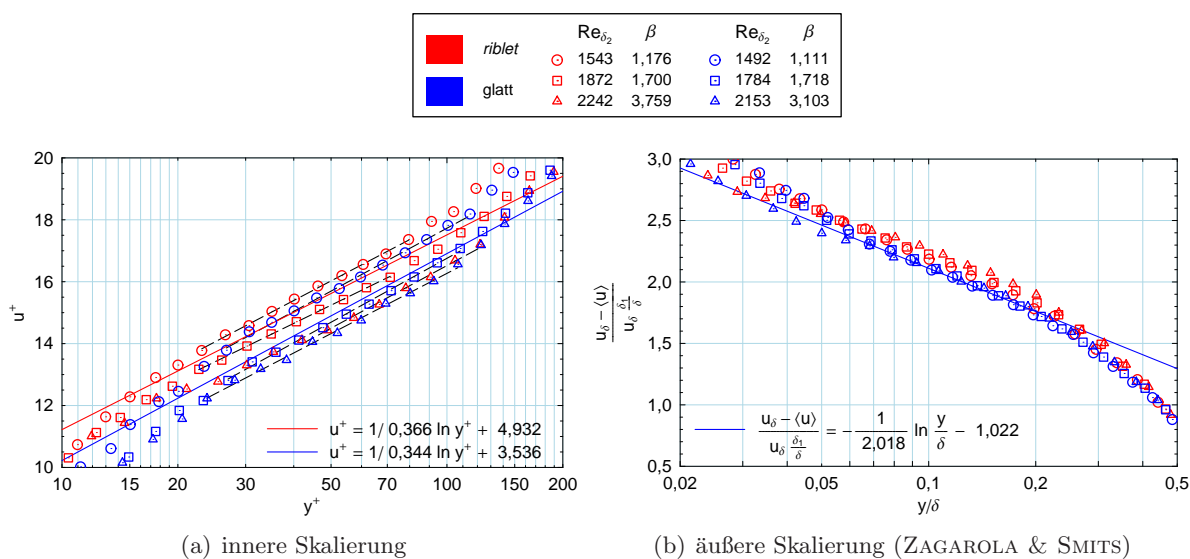 Re_δ₂ β Re_δ₂ β
riblet 1543 1,176 1492 1,111
1872 1,700 1784 1,718
glatt 2242 3,759 2153 3,103
20
18
16
14
12
10
u⁺
10 15 20 30 40 50 70 100 150 200
y⁺
u⁺ = 1/ 0,366 ln y⁺ + 4,932
u⁺ = 1/ 0,344 ln y⁺ + 3,536
(a) innere Skalierung
3,0
2,5
2,0
1,5
1,0
0,5
u_δ – ⟨u⟩ / u_δ δ₁/δ
0,02 0,05 0,1 0,2 0,5
y/δ
u_δ – ⟨u⟩ / u_δ δ₁/δ = – 1/2,018 ln y/δ – 1,022
(b) äußere Skalierung (ZAGAROLA & SMITS)